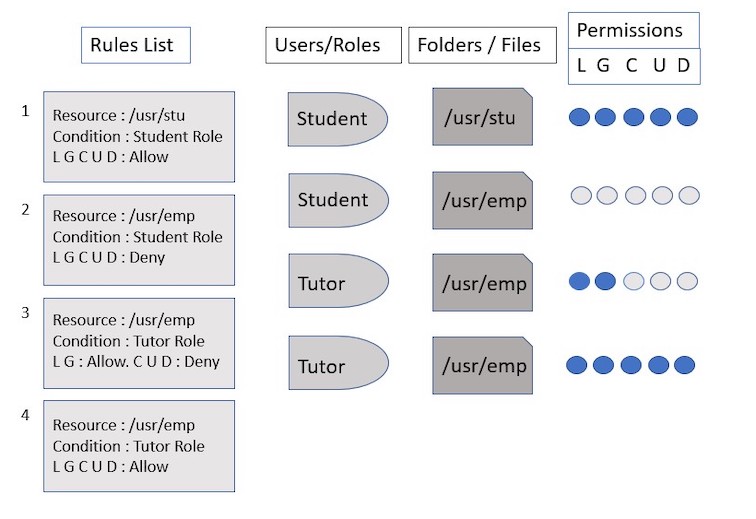 Rules List
Users/Roles
Folders / Files
Permissions
L G C U D
1
Resource : /usr/stu
Condition : Student Role
L G C U D : Allow
Student
/usr/stu
2
Resource : /usr/emp
Condition : Student Role
L G C U D : Deny
Student
/usr/emp
3
Resource : /usr/emp
Condition : Tutor Role
L G : Allow. C U D : Deny
Tutor
/usr/emp
4
Resource : /usr/emp
Condition : Tutor Role
L G C U D : Allow
Tutor
/usr/emp